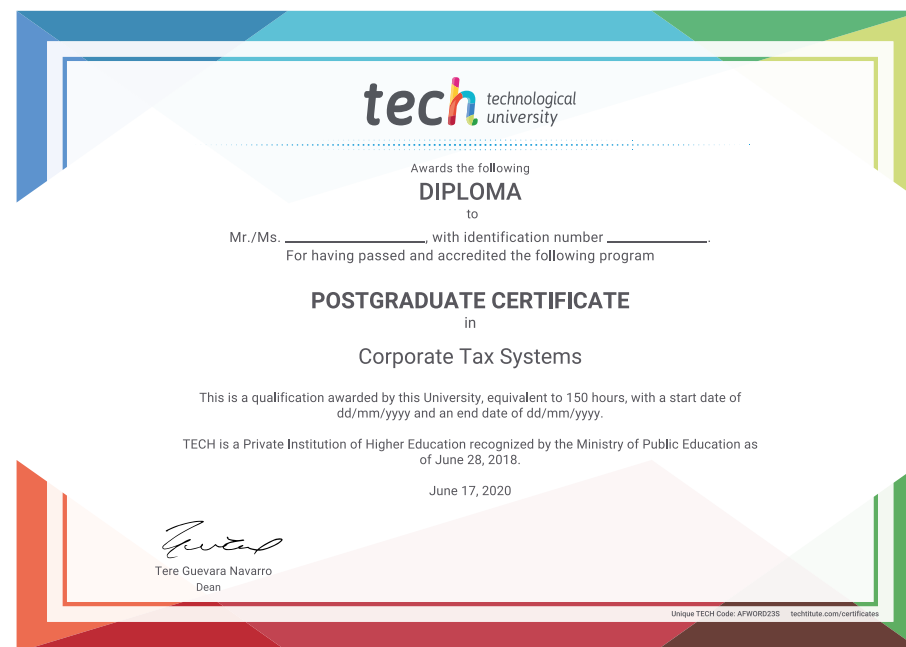 tech technological
university
Awards the following
DIPLOMA
to
Mr./Ms. ____________, with identification number ____________.
For having passed and accredited the following program
POSTGRADUATE CERTIFICATE
in
Corporate Tax Systems
This is a qualification awarded by this University, equivalent to 150 hours, with a start date of
dd/mm/yyyy and an end date of dd/mm/yyyy.
TECH is a Private Institution of Higher Education recognized by the Ministry of Public Education as
of June 28, 2018.
June 17, 2020
Tere Guevara Navarro
Dean
Unique TECH Code: AFWORD23S techtitute.com/certificates